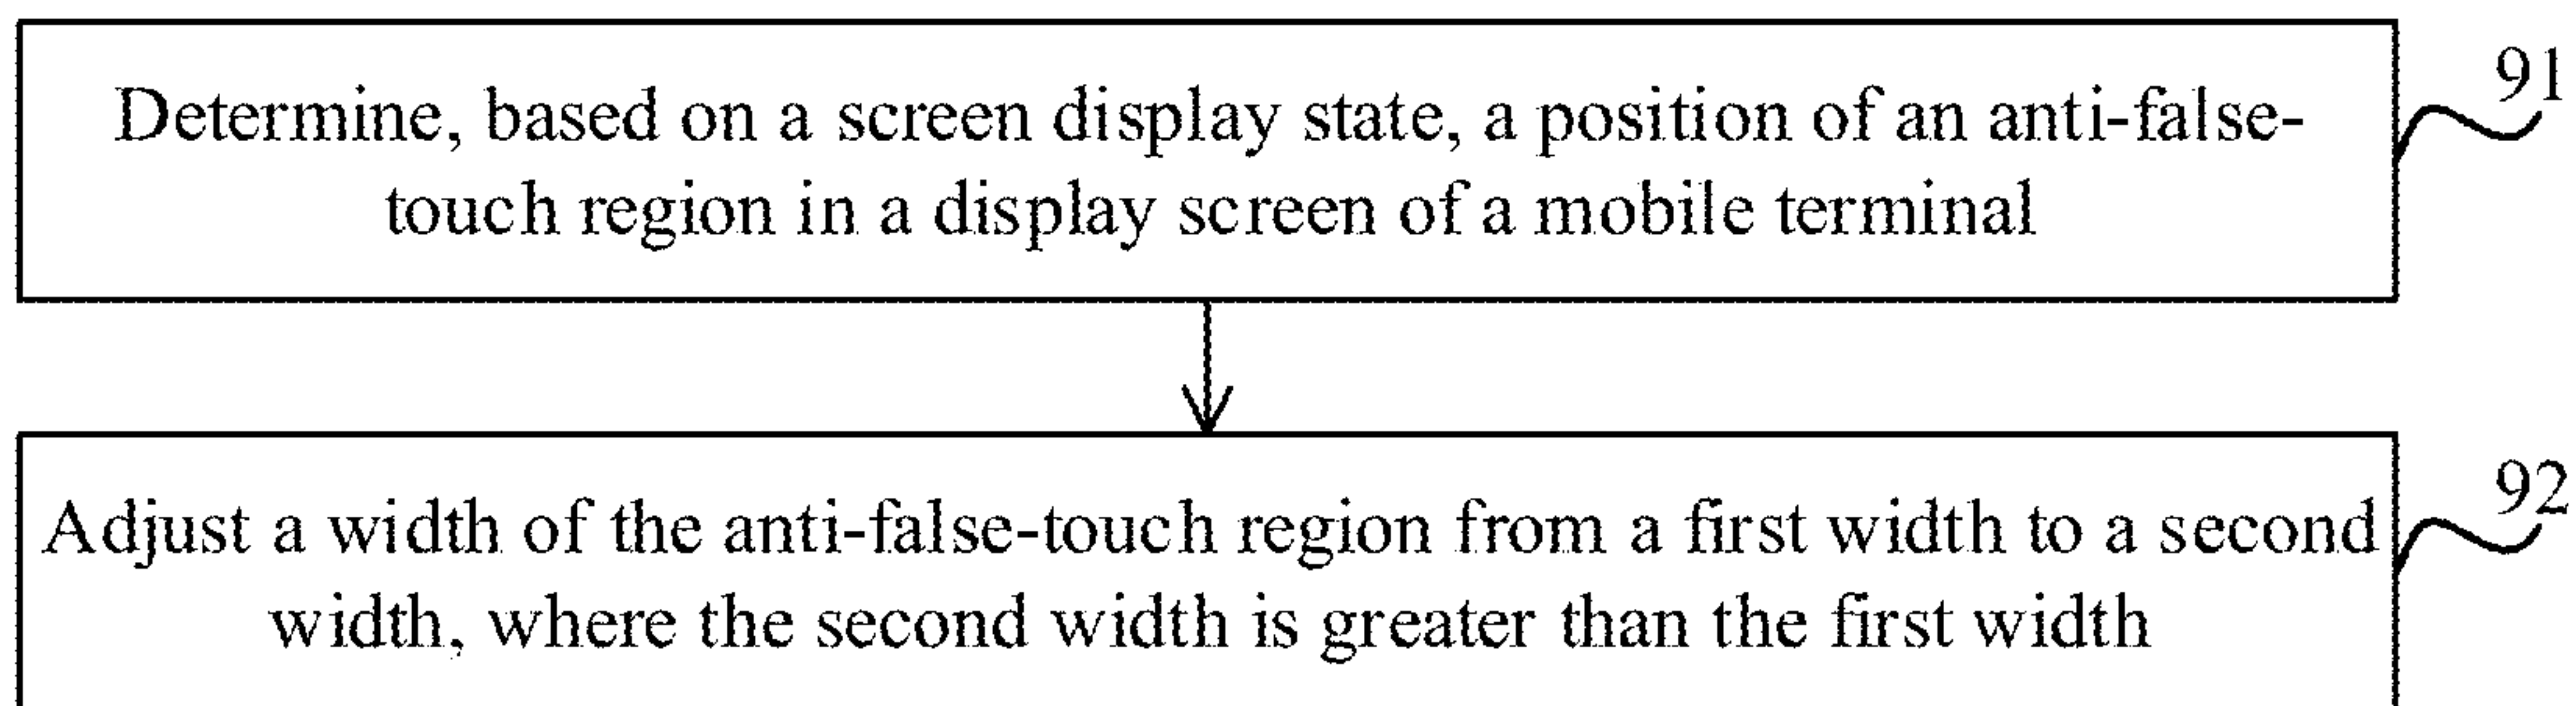 Determine, based on a screen display state, a position of an anti-false-
touch region in a display screen of a mobile terminal
91
Adjust a width of the anti-false-touch region from a first width to a second
width, where the second width is greater than the first width
92